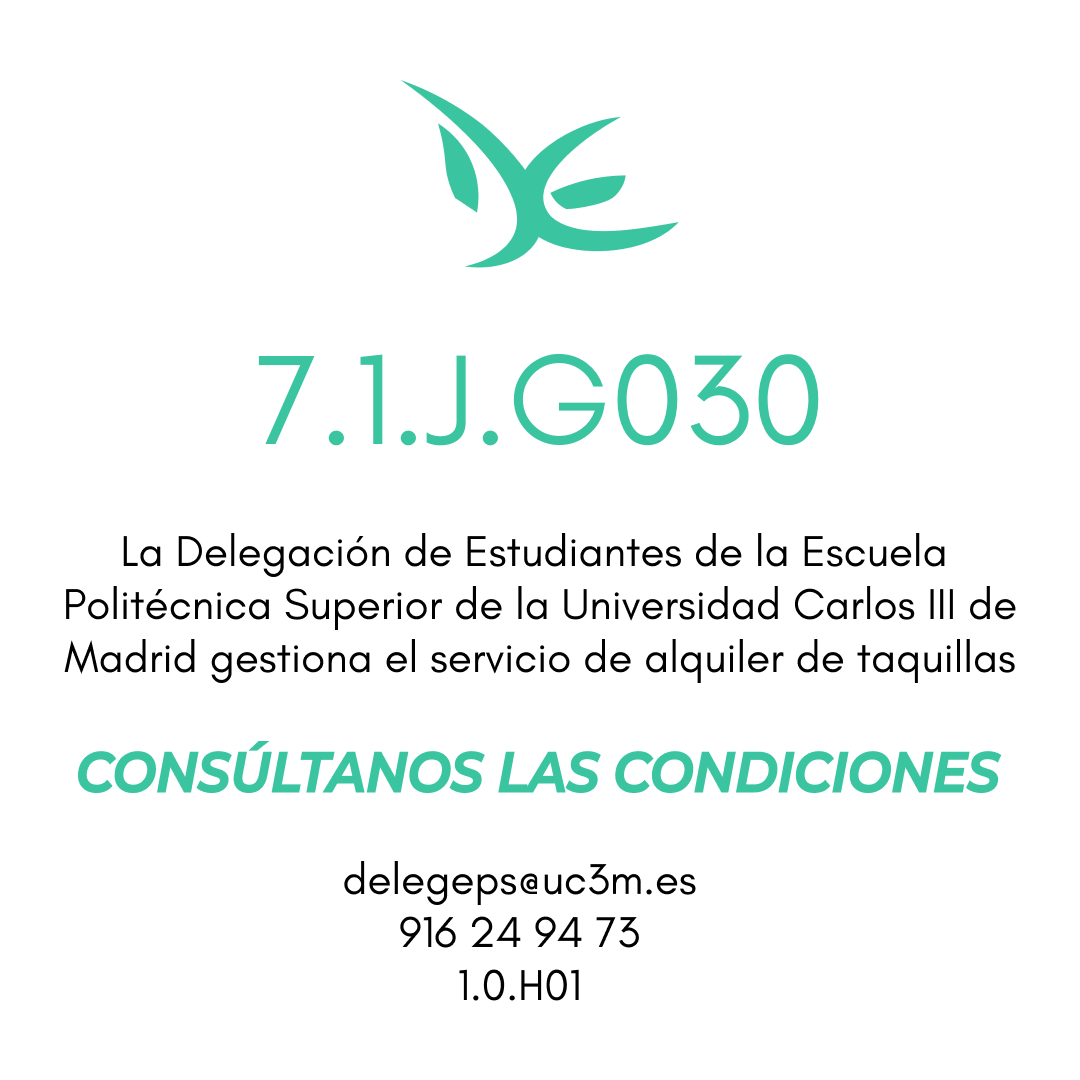 7.1.J.G030
La Delegación de Estudiantes de la Escuela
Politécnica Superior de la Universidad Carlos III de
Madrid gestiona el servicio de alquiler de taquillas
CONSÚLTANOS LAS CONDICIONES
delegeps@uc3m.es
916 24 94 73
1.0.H01